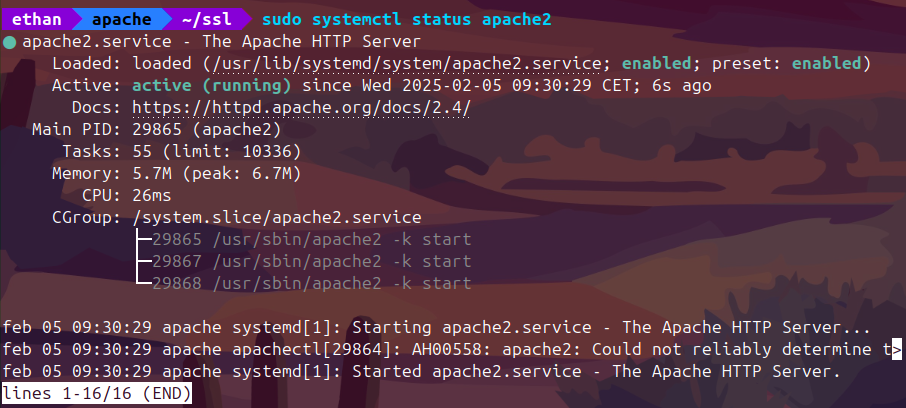 ethan apache ~/ssl sudo systemctl status apache2
● apache2.service - The Apache HTTP Server
Loaded: loaded (/usr/lib/systemd/system/apache2.service; enabled; preset: enabled)
Active: active (running) since Wed 2025-02-05 09:30:29 CET; 6s ago
Docs: https://httpd.apache.org/docs/2.4/
Main PID: 29865 (apache2)
Tasks: 55 (limit: 10336)
Memory: 5.7M (peak: 6.7M)
CPU: 26ms
CGroup: /system.slice/apache2.service
├─29865 /usr/sbin/apache2 -k start
├─29867 /usr/sbin/apache2 -k start
└─29868 /usr/sbin/apache2 -k start
feb 05 09:30:29 apache systemd[1]: Starting apache2.service - The Apache HTTP Server...
feb 05 09:30:29 apache apachectl[29864]: AH00558: apache2: Could not reliably determine t>
feb 05 09:30:29 apache systemd[1]: Started apache2.service - The Apache HTTP Server.
lines 1-16/16 (END)